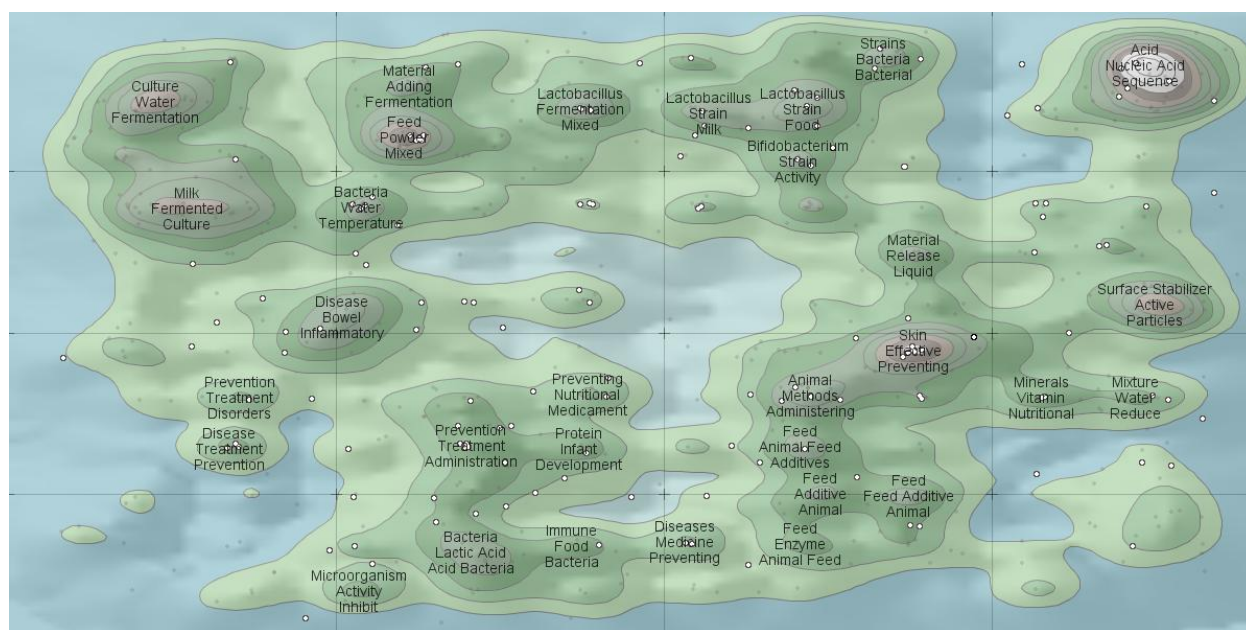 Culture
Water
Fermentation
Material
Adding
Fermentation
Feed
Powder
Mixed
Lactobacillus
Fermentation
Mixed
Lactobacillus
Strain
Milk
Lactobacillus
Strain
Food
Strains
Bacteria
Bacterial
Acid
Nucleic Acid
Sequence
Bifidobacterium
Strain
Activity
Milk
Fermented
Culture
Bacteria
Water
Temperature
Material
Release
Liquid
Disease
Bowel
Inflammatory
Surface Stabilizer
Active
Particles
Skin
Effective
Preventing
Prevention
Treatment
Disorders
Preventing
Nutritional
Medicament
Animal
Methods
Administering
Minerals
Vitamin
Nutritional
Mixture
Water
Reduce
Disease
Treatment
Prevention
Prevention
Treatment
Administration
Protein
Infant
Development
Feed
Animal Feed
Additives
Feed
Additive
Animal
Feed
Feed Additive
Animal
Bacteria
Lactic Acid
Acid Bacteria
Immune
Food
Bacteria
Diseases
Medicine
Preventing
Feed
Enzyme
Animal Feed
Microorganism
Activity
Inhibit